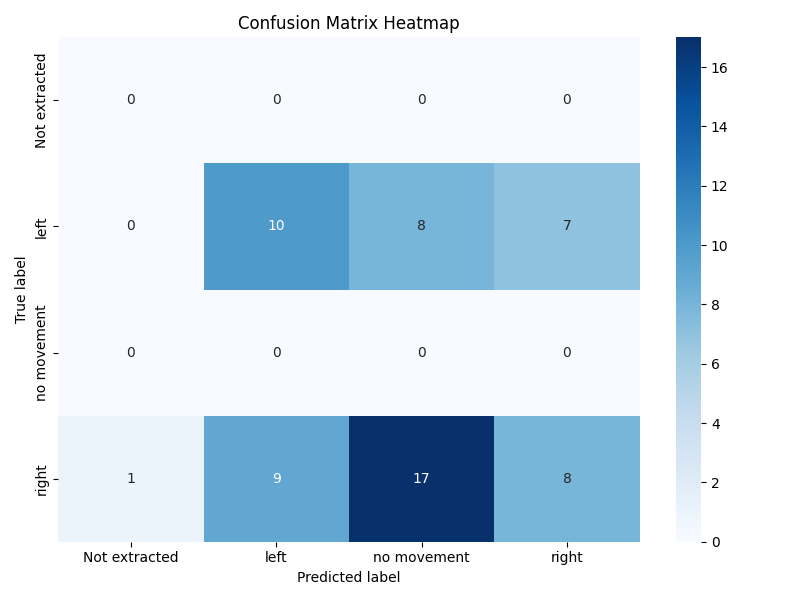 Confusion Matrix Heatmap
True label
Not extracted
0 0 0 0
left
0 10 8 7
no movement
0 0 0 0
right
1 9 17 8
Not extracted left no movement right
Predicted label
16
14
12
10
8
6
4
2
0